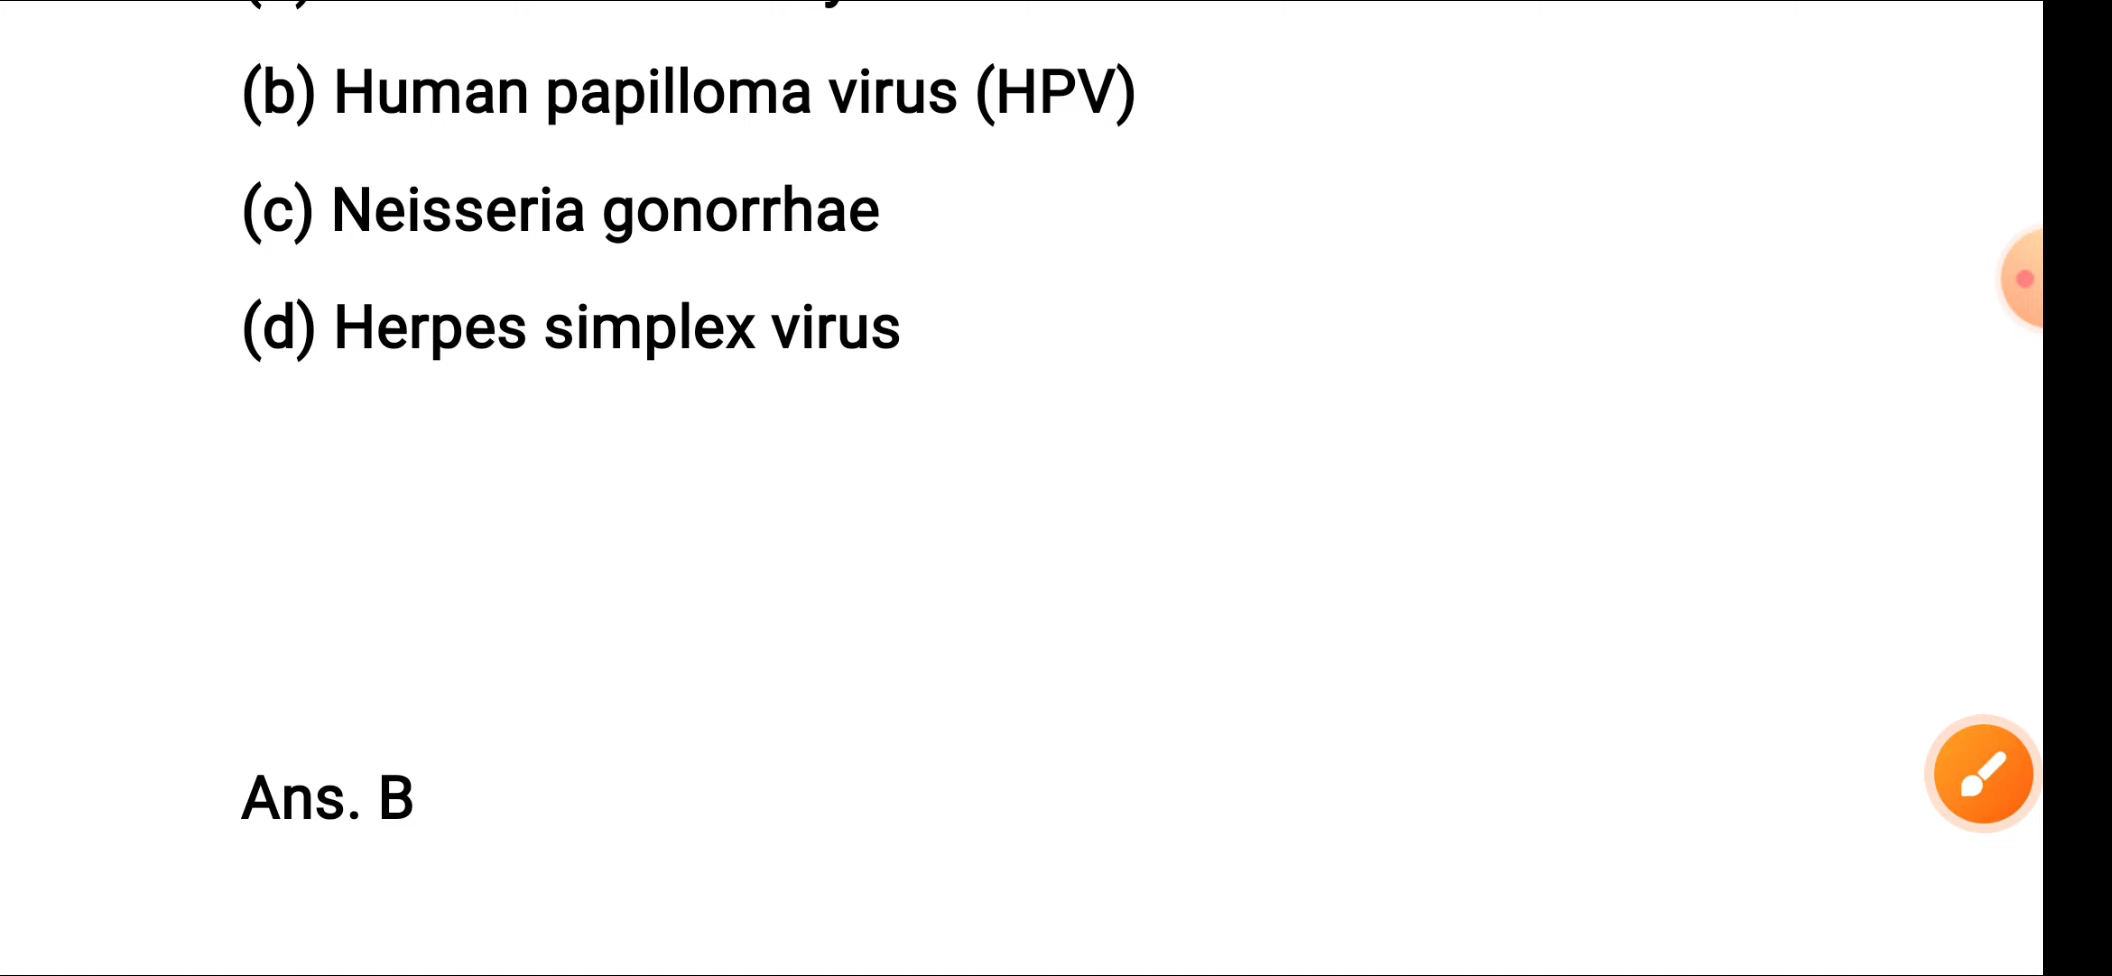 (b) Human papilloma virus (HPV)
(c) Neisseria gonorrhae
(d) Herpes simplex virus
Ans. B